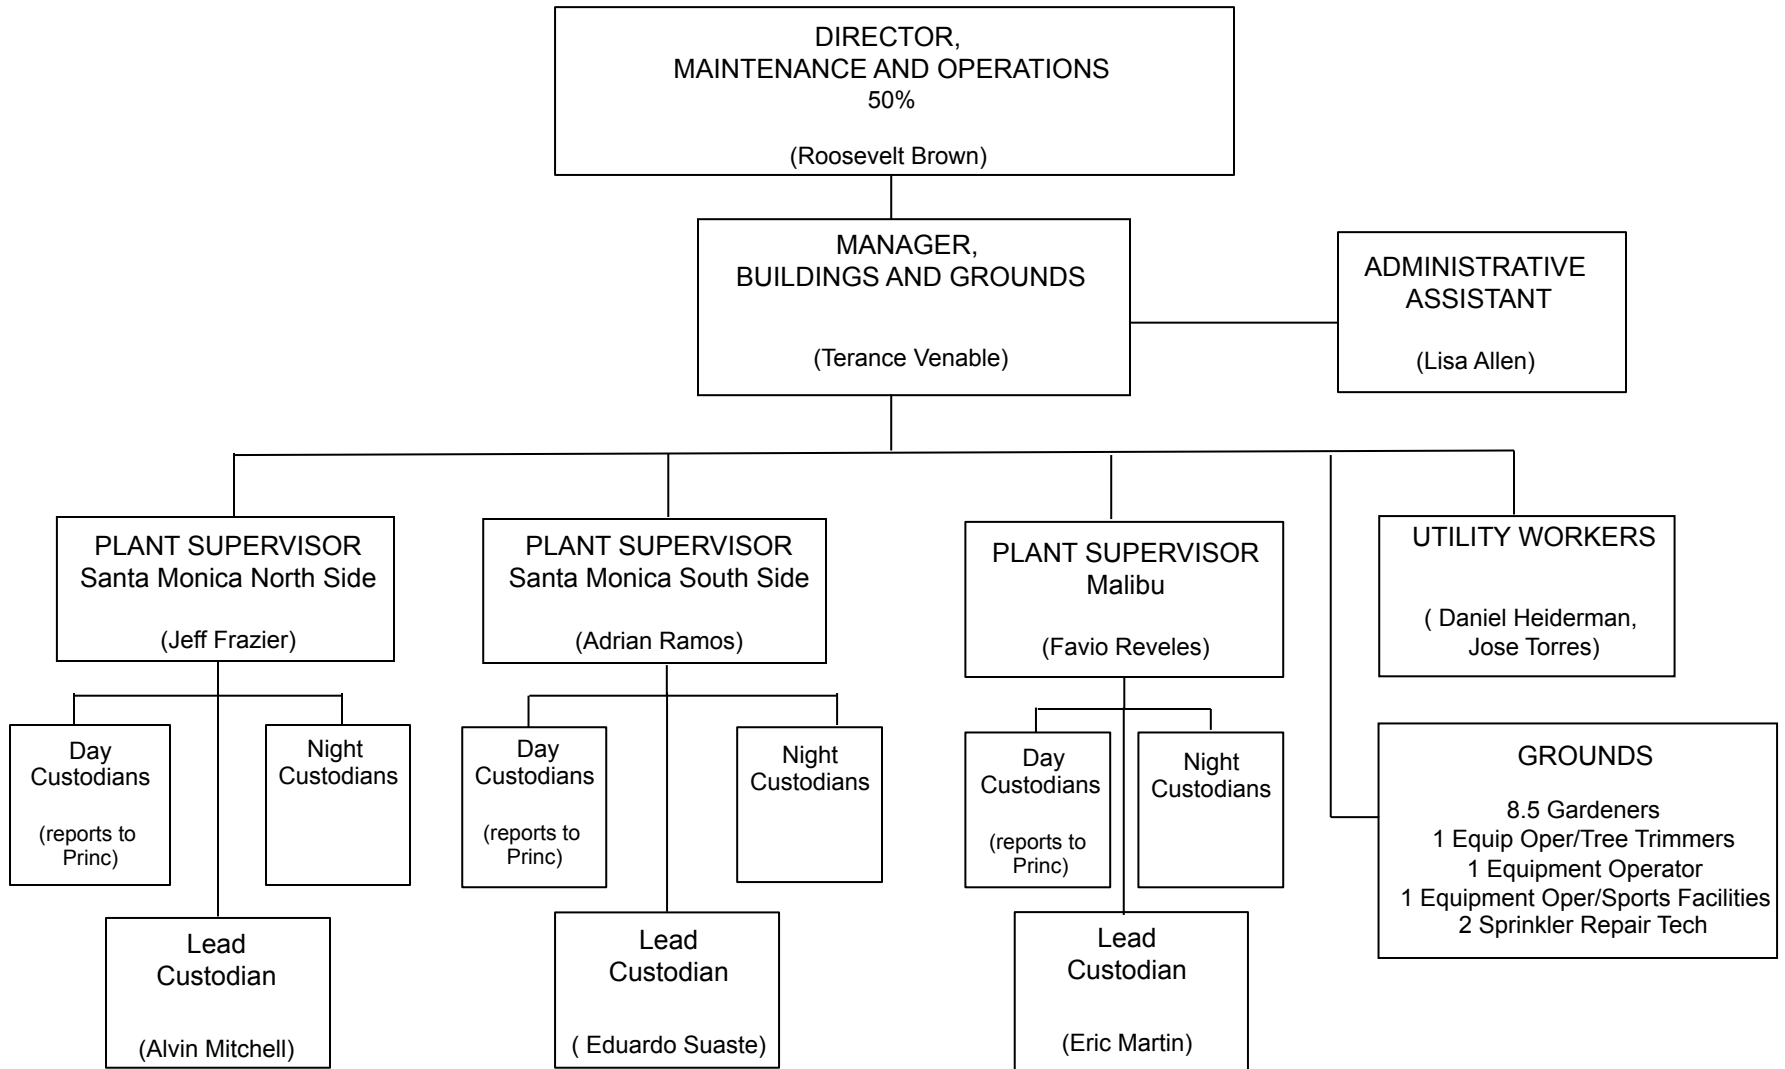 DIRECTOR,
MAINTENANCE AND OPERATIONS
50%
(Roosevelt Brown)
MANAGER,
BUILDINGS AND GROUNDS
(Terance Venable)
ADMINISTRATIVE
ASSISTANT
(Lisa Allen)
PLANT SUPERVISOR
Santa Monica North Side
(Jeff Frazier)
PLANT SUPERVISOR
Santa Monica South Side
(Adrian Ramos)
PLANT SUPERVISOR
Malibu
(Favio Reveles)
UTILITY WORKERS
( Daniel Heiderman,
Jose Torres)
Day
Custodians
(reports to
Princ)
Night
Custodians
Day
Custodians
(reports to
Princ)
Night
Custodians
Day
Custodians
(reports to
Princ)
Night
Custodians
GROUNDS
8.5 Gardeners
1 Equip Oper/Tree Trimmers
1 Equipment Operator
1 Equipment Oper/Sports Facilities
2 Sprinkler Repair Tech
Lead
Custodian
(Alvin Mitchell)
Lead
Custodian
( Eduardo Suaste)
Lead
Custodian
(Eric Martin)